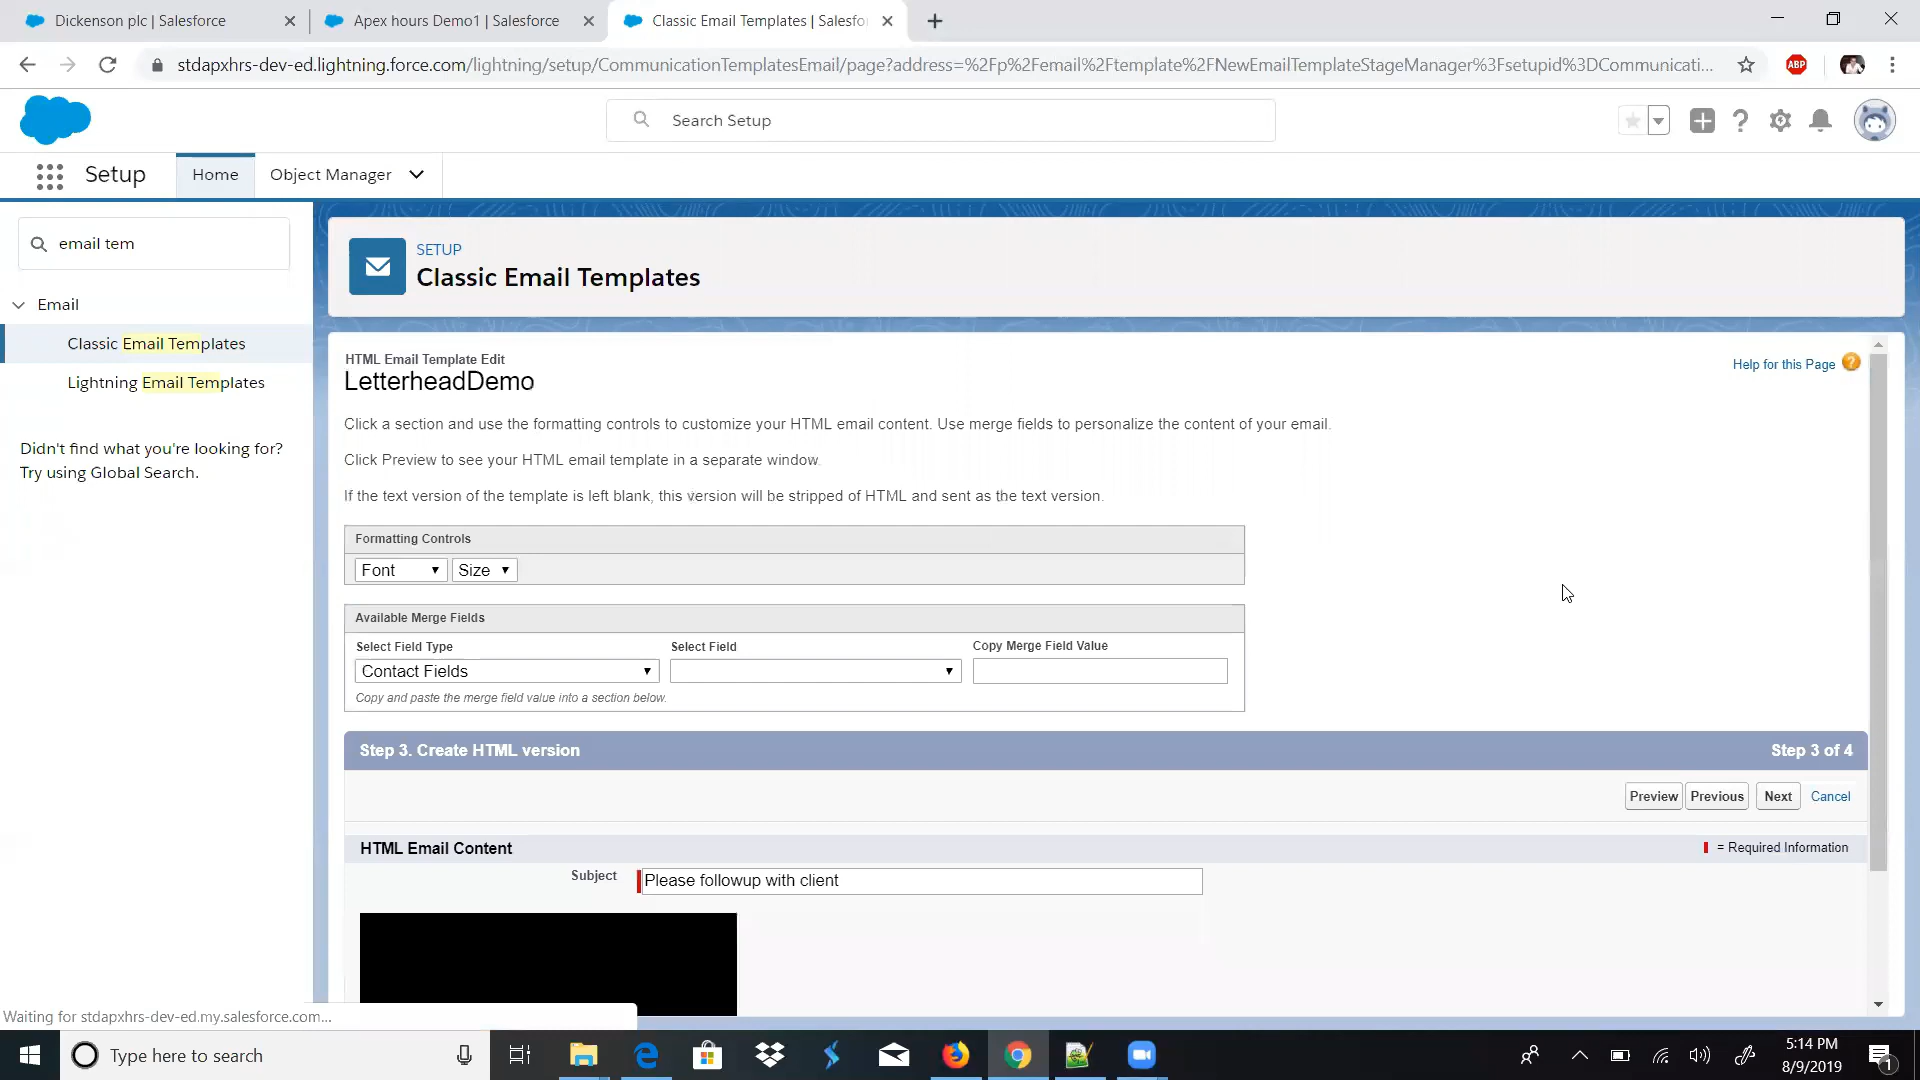 Dickenson plc | Salesforce
Apex hours Demo1 | Salesforce
Classic Email Templates | Salesfo
stdapxhrs-dev-ed.lightning.force.com/lightning/setup/CommunicationTemplatesEmail/page?address=%2Fp%2Femail%2Ftemplate%2FNewEmailTemplateStageManager%3Fsetupid%3DCommunicati...
ABP
Search Setup
Setup
Home
Object Manager
email tem
Email
Classic Email Templates
Lightning Email Templates
Didn't find what you're looking for?
Try using Global Search.
SETUP
Classic Email Templates
HTML Email Template Edit
LetterheadDemo
Help for this Page
Click a section and use the formatting controls to customize your HTML email content. Use merge fields to personalize the content of your email.
Click Preview to see your HTML email template in a separate window.
If the text version of the template is left blank, this version will be stripped of HTML and sent as the text version.
Formatting Controls
Font Size
Available Merge Fields
Select Field Type Select Field Copy Merge Field Value
Contact Fields
Copy and paste the merge field value into a section below.
Step 3. Create HTML version Step 3 of 4
Preview Previous Next Cancel
HTML Email Content = Required Information
Subject Please followup with client
Waiting for stdapxhrs-dev-ed.my.salesforce.com...
Type here to search
5:14 PM
8/9/2019
1